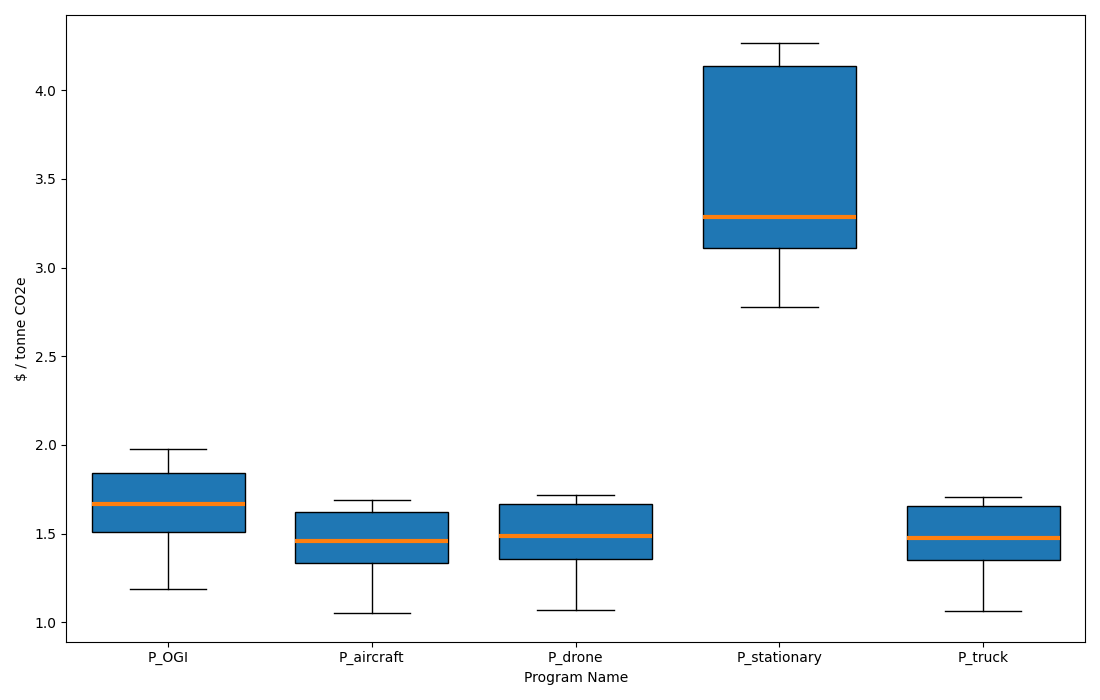 $ / tonne CO2e
4.0
3.5
3.0
2.5
2.0
1.5
1.0
P_OGI P_aircraft P_drone P_stationary P_truck
Program Name